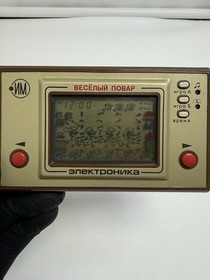 ИМ
ВЕСЁЛЫЙ ПОВАР
игра А
игра Б
время
12:00
электроника